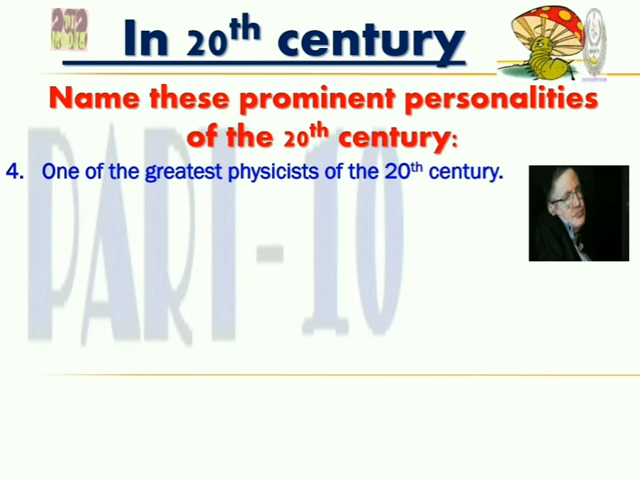 In 20th century
Name these prominent personalities
of the 20th century:
4. One of the greatest physicists of the 20th century.
PART-10